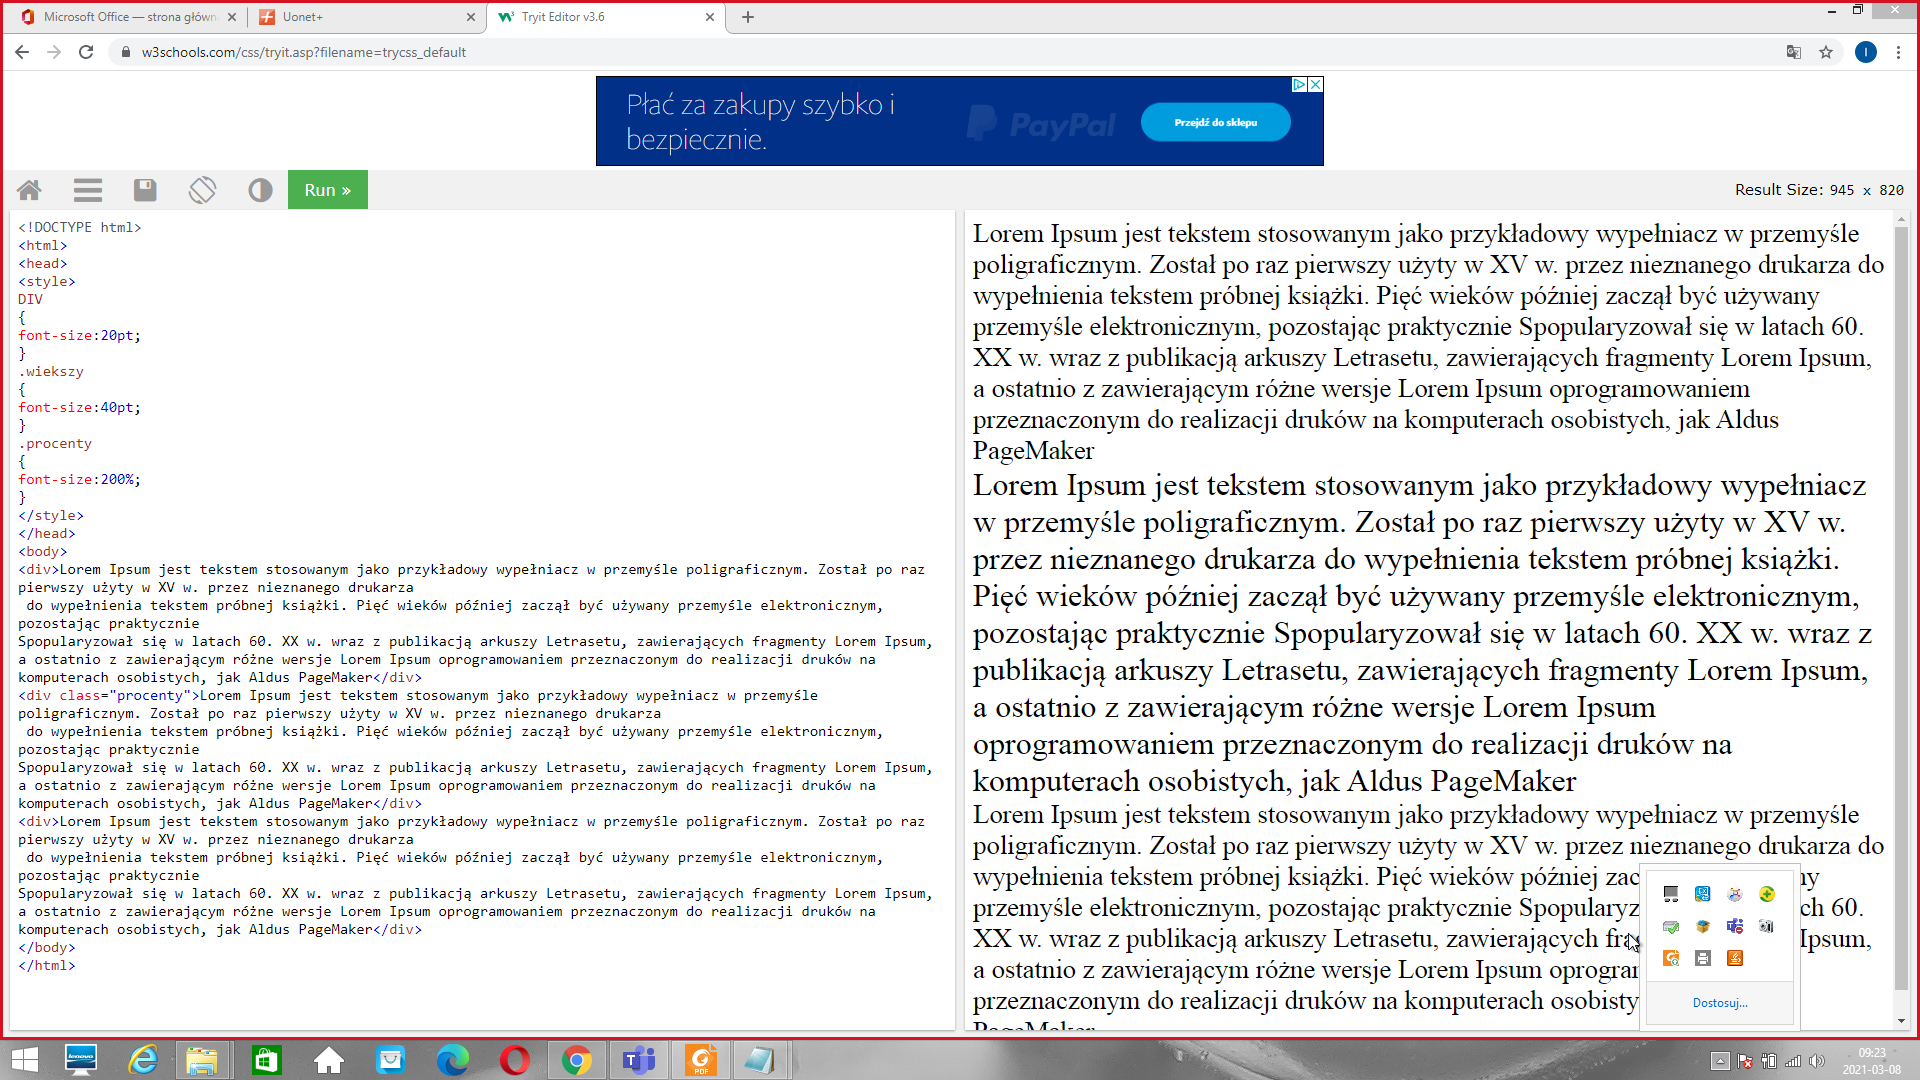 Microsoft Office — strona główn
Uonet+
Tryit Editor v3.6
w3schools.com/css/tryit.asp?filename=trycss_default
I
Płać za zakupy szybko i
bezpiecznie.
PayPal
Przejdź do sklepu
Run »
Result Size: 945 x 820
<!DOCTYPE html>
<html>
<head>
<style>
DIV
{
font-size:20pt;
}
.wiekszy
{
font-size:40pt;
}
.procenty
{
font-size:200%;
}
</style>
</head>
<body>
<div>Lorem Ipsum jest tekstem stosowanym jako przykładowy wypełniacz w przemyśle poligraficznym. Został po raz
pierwszy użyty w XV w. przez nieznanego drukarza
do wypełnienia tekstem próbnej książki. Pięć wieków później zaczął być używany przemyśle elektronicznym,
pozostając praktycznie
Spopularyzował się w latach 60. XX w. wraz z publikacją arkuszy Letrasetu, zawierających fragmenty Lorem Ipsum,
a ostatnio z zawierającym różne wersje Lorem Ipsum oprogramowaniem przeznaczonym do realizacji druków na
komputerach osobistych, jak Aldus PageMaker</div>
<div class="procenty">Lorem Ipsum jest tekstem stosowanym jako przykładowy wypełniacz w przemyśle
poligraficznym. Został po raz pierwszy użyty w XV w. przez nieznanego drukarza
do wypełnienia tekstem próbnej książki. Pięć wieków później zaczął być używany przemyśle elektronicznym,
pozostając praktycznie
Spopularyzował się w latach 60. XX w. wraz z publikacją arkuszy Letrasetu, zawierających fragmenty Lorem Ipsum,
a ostatnio z zawierającym różne wersje Lorem Ipsum oprogramowaniem przeznaczonym do realizacji druków na
komputerach osobistych, jak Aldus PageMaker</div>
<div>Lorem Ipsum jest tekstem stosowanym jako przykładowy wypełniacz w przemyśle poligraficznym. Został po raz
pierwszy użyty w XV w. przez nieznanego drukarza
do wypełnienia tekstem próbnej książki. Pięć wieków później zaczął być używany przemyśle elektronicznym,
pozostając praktycznie
Spopularyzował się w latach 60. XX w. wraz z publikacją arkuszy Letrasetu, zawierających fragmenty Lorem Ipsum,
a ostatnio z zawierającym różne wersje Lorem Ipsum oprogramowaniem przeznaczonym do realizacji druków na
komputerach osobistych, jak Aldus PageMaker</div>
</body>
</html>
Lorem Ipsum jest tekstem stosowanym jako przykładowy wypełniacz w przemyśle
poligraficznym. Został po raz pierwszy użyty w XV w. przez nieznanego drukarza do
wypełnienia tekstem próbnej książki. Pięć wieków później zaczął być używany
przemyśle elektronicznym, pozostając praktycznie Spopularyzował się w latach 60.
XX w. wraz z publikacją arkuszy Letrasetu, zawierających fragmenty Lorem Ipsum,
a ostatnio z zawierającym różne wersje Lorem Ipsum oprogramowaniem
przeznaczonym do realizacji druków na komputerach osobistych, jak Aldus
PageMaker
Lorem Ipsum jest tekstem stosowanym jako przykładowy wypełniacz
w przemyśle poligraficznym. Został po raz pierwszy użyty w XV w.
przez nieznanego drukarza do wypełnienia tekstem próbnej książki.
Pięć wieków później zaczął być używany przemyśle elektronicznym,
pozostając praktycznie Spopularyzował się w latach 60. XX w. wraz z
publikacją arkuszy Letrasetu, zawierających fragmenty Lorem Ipsum,
a ostatnio z zawierającym różne wersje Lorem Ipsum
oprogramowaniem przeznaczonym do realizacji druków na
komputerach osobistych, jak Aldus PageMaker
Lorem Ipsum jest tekstem stosowanym jako przykładowy wypełniacz w przemyśle
poligraficznym. Został po raz pierwszy użyty w XV w. przez nieznanego drukarza do
wypełnienia tekstem próbnej książki. Pięć wieków później zac ny
przemyśle elektronicznym, pozostając praktycznie Spopularyz ch 60.
XX w. wraz z publikacją arkuszy Letrasetu, zawierających fra Ipsum,
a ostatnio z zawierającym różne wersje Lorem Ipsum oprogra
przeznaczonym do realizacji druków na komputerach osobisty
PageMaker
Dostosuj...
lenovo
PDF
09:23
2021-03-08